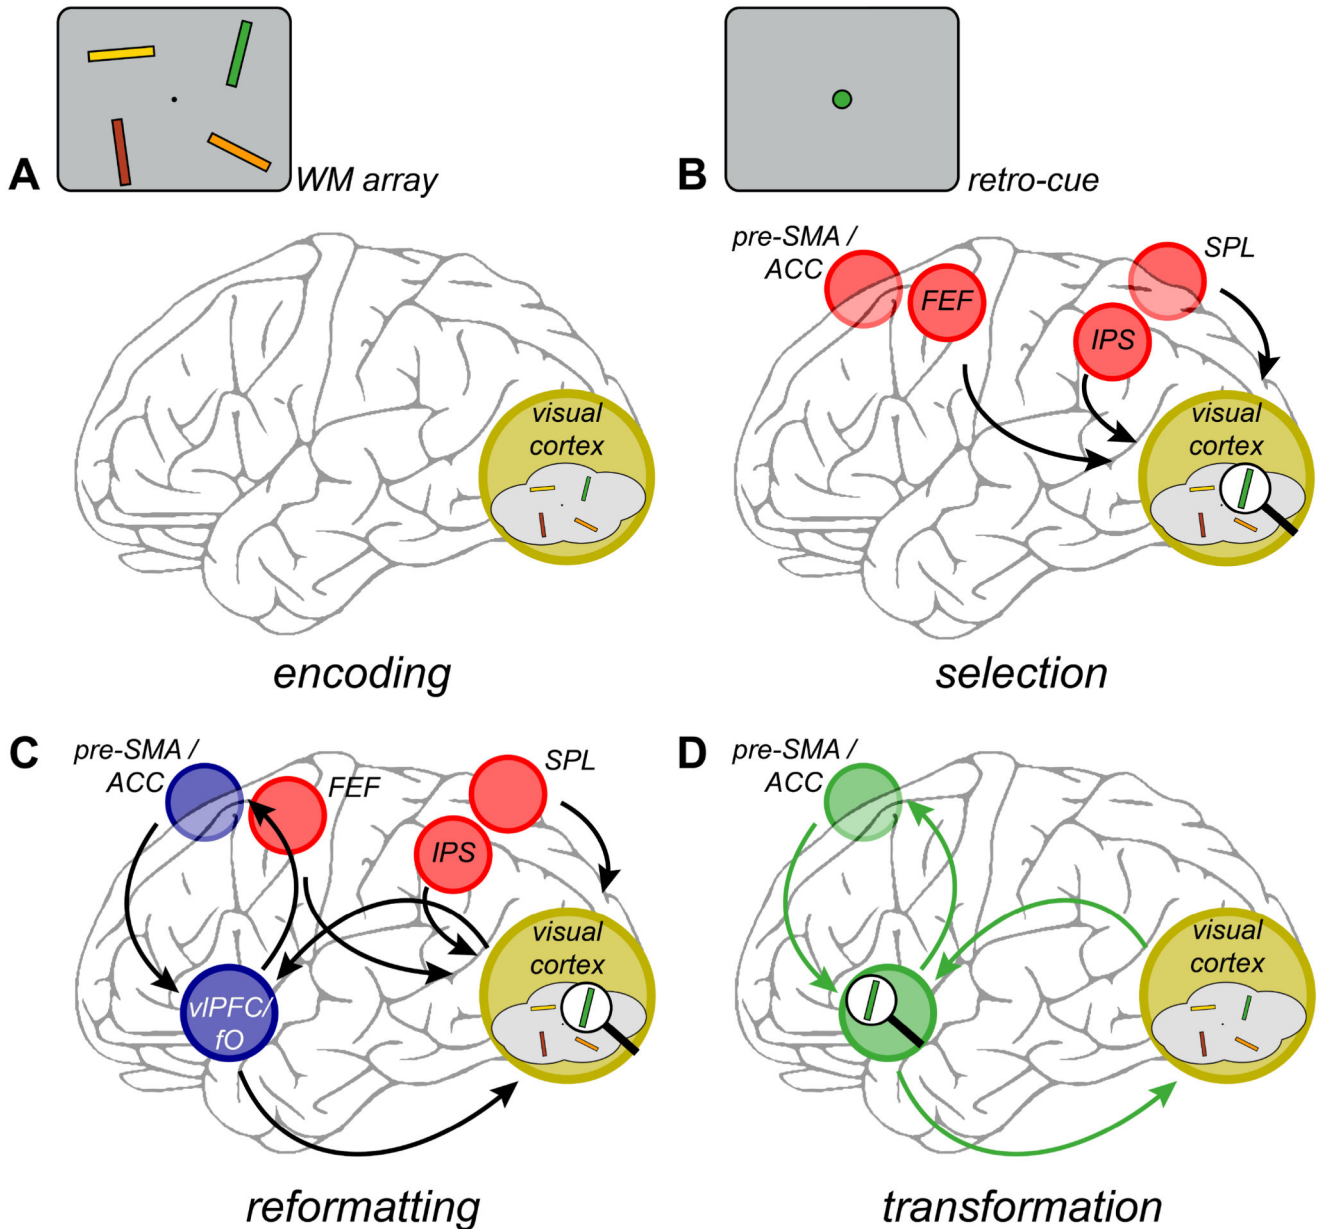 A
WM array
visual
cortex
encoding
B
retro-cue
pre-SMA /
ACC
FEF
SPL
IPS
visual
cortex
selection
C
pre-SMA /
ACC
FEF
SPL
IPS
vlPFC/
fO
visual
cortex
reformatting
D
pre-SMA /
ACC
visual
cortex
transformation